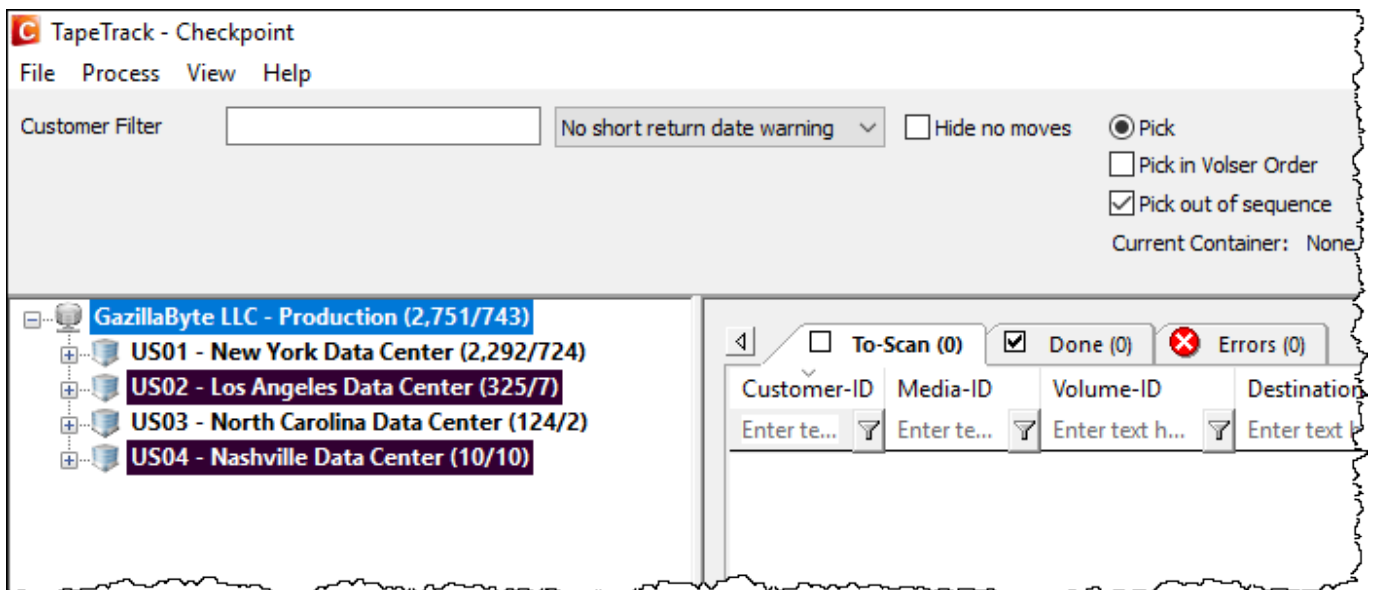 TapeTrack - Checkpoint
File Process View Help
Customer Filter No short return date warning Hide no moves Pick
Pick in Volser Order
Pick out of sequence
Current Container: None
GazillaByte LLC - Production (2,751/743)
US01 - New York Data Center (2,292/724)
US02 - Los Angeles Data Center (325/7)
US03 - North Carolina Data Center (124/2)
US04 - Nashville Data Center (10/10)
To-Scan (0) Done (0) Errors (0)
Customer-ID Media-ID Volume-ID Destination
Enter te... Enter te... Enter text h... Enter text